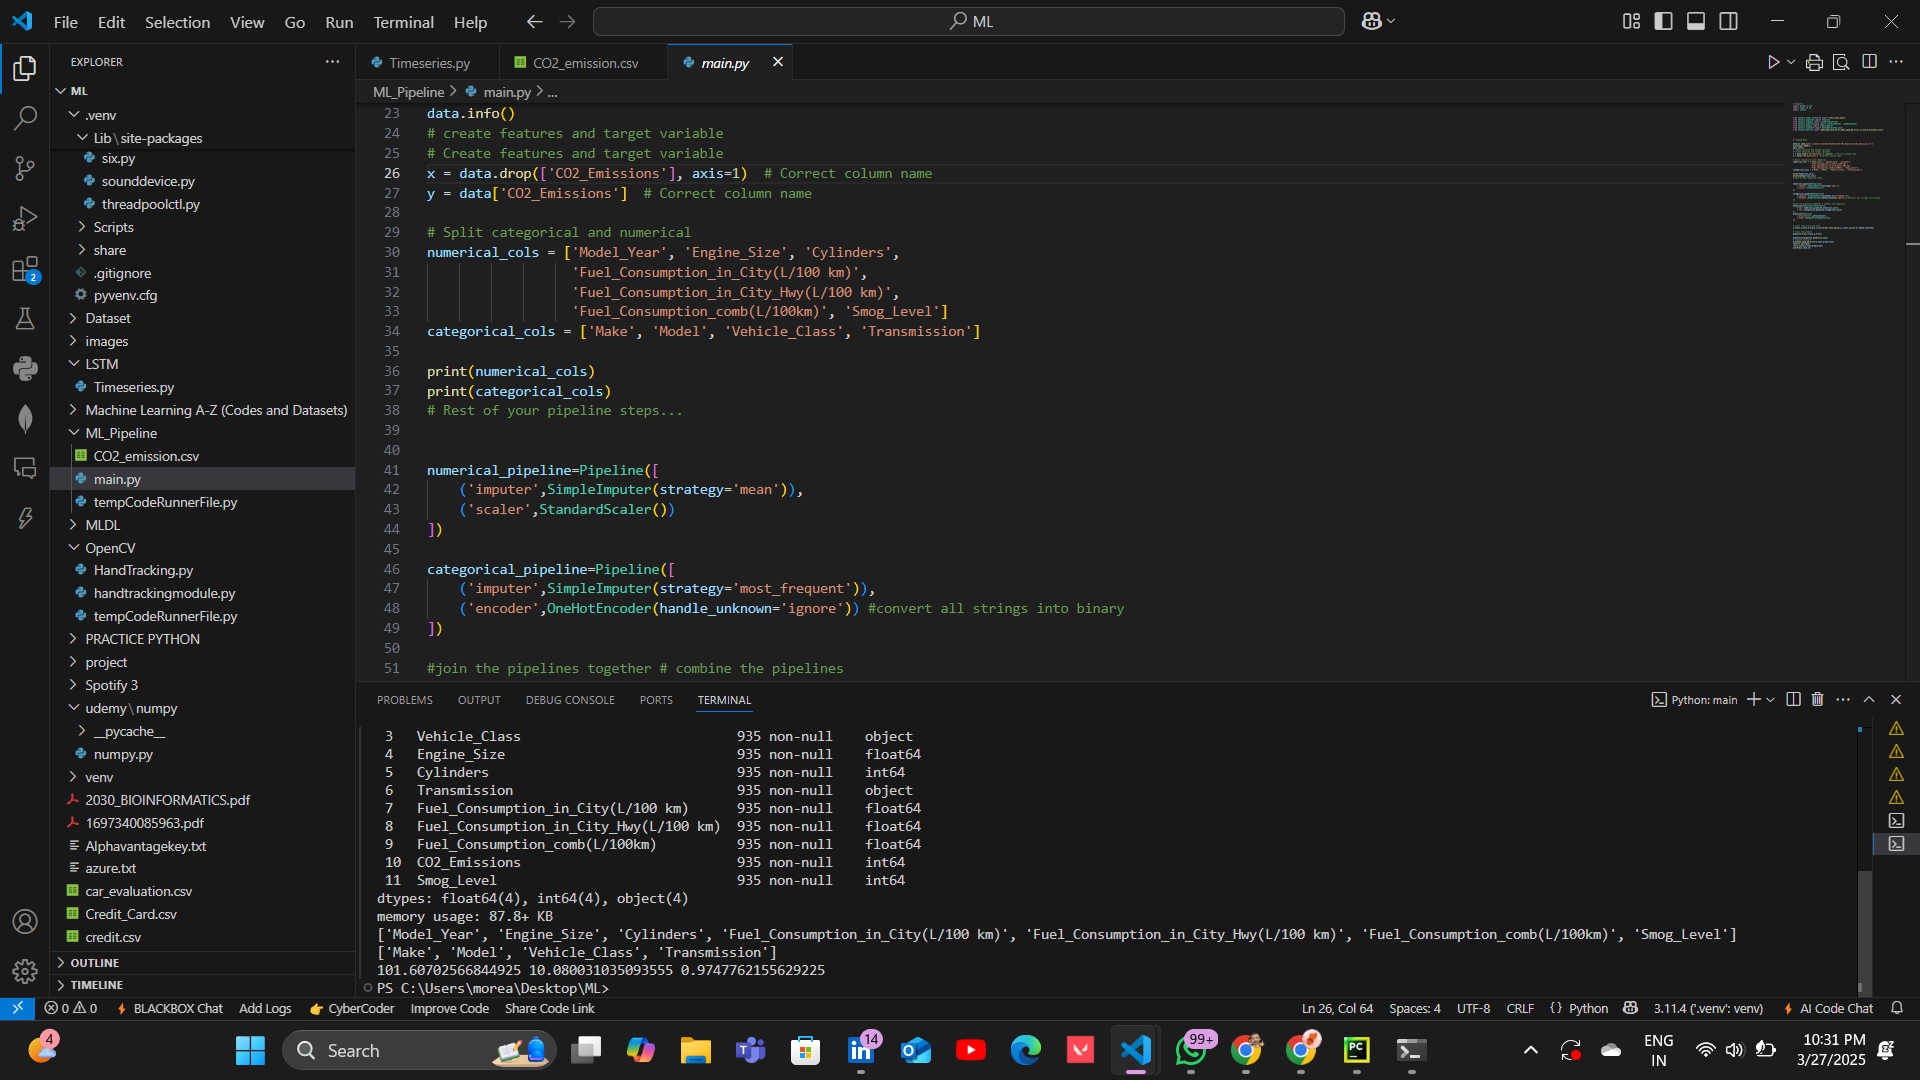 File Edit Selection View Go Run Terminal Help
ML
EXPLORER
ML
.venv
Lib\site-packages
six.py
sounddevice.py
threadpoolctl.py
Scripts
share
.gitignore
pyvenv.cfg
Dataset
images
LSTM
Timeseries.py
Machine Learning A-Z (Codes and Datasets)
ML_Pipeline
CO2_emission.csv
main.py
tempCodeRunnerFile.py
MLDL
OpenCV
HandTracking.py
handtrackingmodule.py
tempCodeRunnerFile.py
PRACTICE PYTHON
project
Spotify 3
udemy\numpy
__pycache__
numpy.py
venv
2030_BIOINFORMATICS.pdf
1697340085963.pdf
Alphavantagekey.txt
azure.txt
car_evaluation.csv
Credit_Card.csv
credit.csv
OUTLINE
TIMELINE
2
Timeseries.py CO2_emission.csv main.py
ML_Pipeline > main.py > ...
23 data.info()
24 # create features and target variable
25 # Create features and target variable
26 x = data.drop(['CO2_Emissions'], axis=1)  # Correct column name
27 y = data['CO2_Emissions']  # Correct column name
28
29 # Split categorical and numerical
30 numerical_cols = ['Model_Year', 'Engine_Size', 'Cylinders',
31 'Fuel_Consumption_in_City(L/100 km)',
32 'Fuel_Consumption_in_City_Hwy(L/100 km)',
33 'Fuel_Consumption_comb(L/100km)', 'Smog_Level']
34 categorical_cols = ['Make', 'Model', 'Vehicle_Class', 'Transmission']
35
36 print(numerical_cols)
37 print(categorical_cols)
38 # Rest of your pipeline steps...
39
40
41 numerical_pipeline=Pipeline([
42 ('imputer',SimpleImputer(strategy='mean')),
43 ('scaler',StandardScaler())
44 ])
45
46 categorical_pipeline=Pipeline([
47 ('imputer',SimpleImputer(strategy='most_frequent')),
48 ('encoder',OneHotEncoder(handle_unknown='ignore')) #convert all strings into binary
49 ])
50
51 #join the pipelines together # combine the pipelines
PROBLEMS OUTPUT DEBUG CONSOLE PORTS TERMINAL
Python: main
3 Vehicle_Class 935 non-null object
4 Engine_Size 935 non-null float64
5 Cylinders 935 non-null int64
6 Transmission 935 non-null object
7 Fuel_Consumption_in_City(L/100 km) 935 non-null float64
8 Fuel_Consumption_in_City_Hwy(L/100 km) 935 non-null float64
9 Fuel_Consumption_comb(L/100km) 935 non-null float64
10 CO2_Emissions 935 non-null int64
11 Smog_Level 935 non-null int64
dtypes: float64(4), int64(4), object(4)
memory usage: 87.8+ KB
['Model_Year', 'Engine_Size', 'Cylinders', 'Fuel_Consumption_in_City(L/100 km)', 'Fuel_Consumption_in_City_Hwy(L/100 km)', 'Fuel_Consumption_comb(L/100km)', 'Smog_Level']
['Make', 'Model', 'Vehicle_Class', 'Transmission']
101.60702566844925 10.080031035093555 0.9747762155629225
PS C:\Users\morea\Desktop\ML>
0 0 BLACKBOX Chat Add Logs CyberCoder Improve Code Share Code Link Ln 26, Col 64 Spaces: 4 UTF-8 CRLF {} Python 3.11.4 ('.venv': venv) AI Code Chat
4 Search 14 99+ PC ENG
IN
10:31 PM
3/27/2025